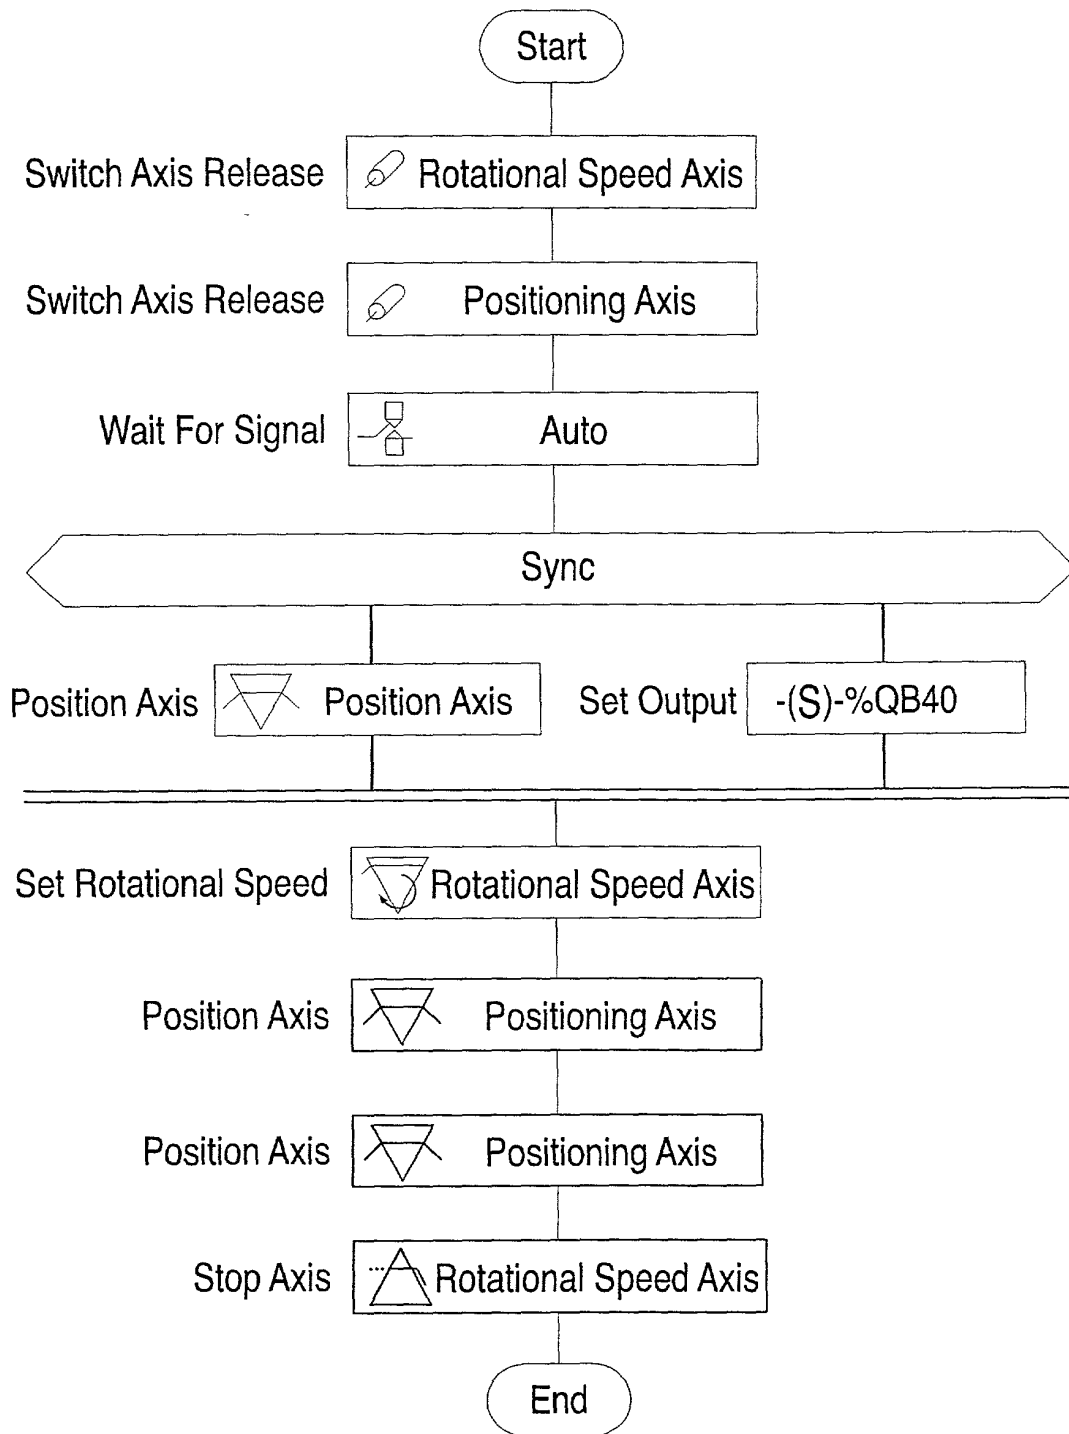 Start
Switch Axis Release Rotational Speed Axis
Switch Axis Release Positioning Axis
Wait For Signal Auto
Sync
Position Axis Position Axis Set Output -(S)-%QB40
Set Rotational Speed Rotational Speed Axis
Position Axis Positioning Axis
Position Axis Positioning Axis
Stop Axis Rotational Speed Axis
End